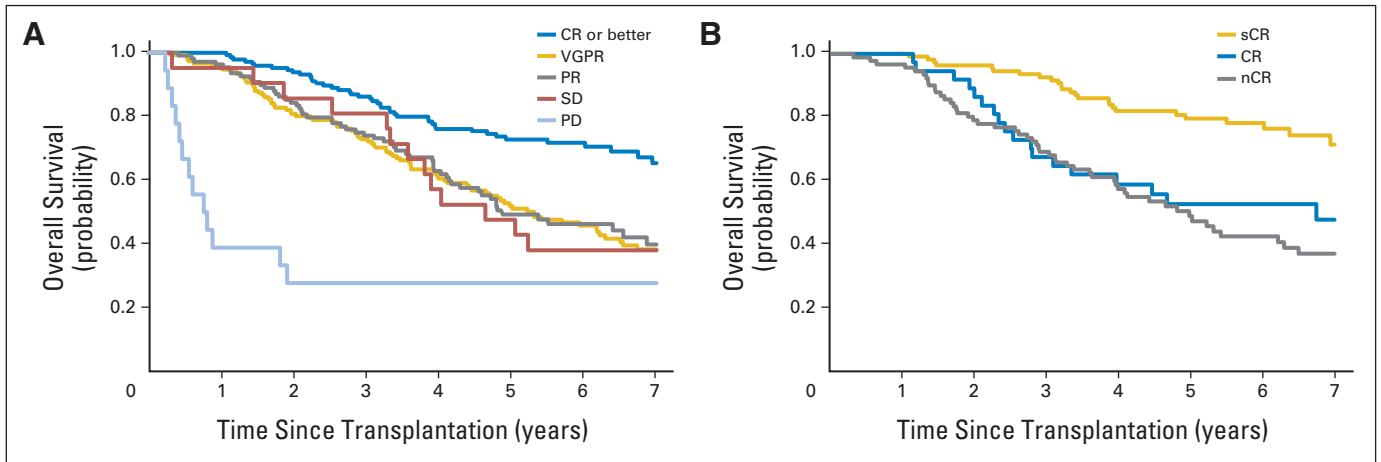 A
CR or better
VGPR
PR
SD
PD
Overall Survival
(probability)
1.0
0.8
0.6
0.4
0.2
0 1 2 3 4 5 6 7
Time Since Transplantation (years)
B
sCR
CR
nCR
Overall Survival
(probability)
1.0
0.8
0.6
0.4
0.2
0 1 2 3 4 5 6 7
Time Since Transplantation (years)